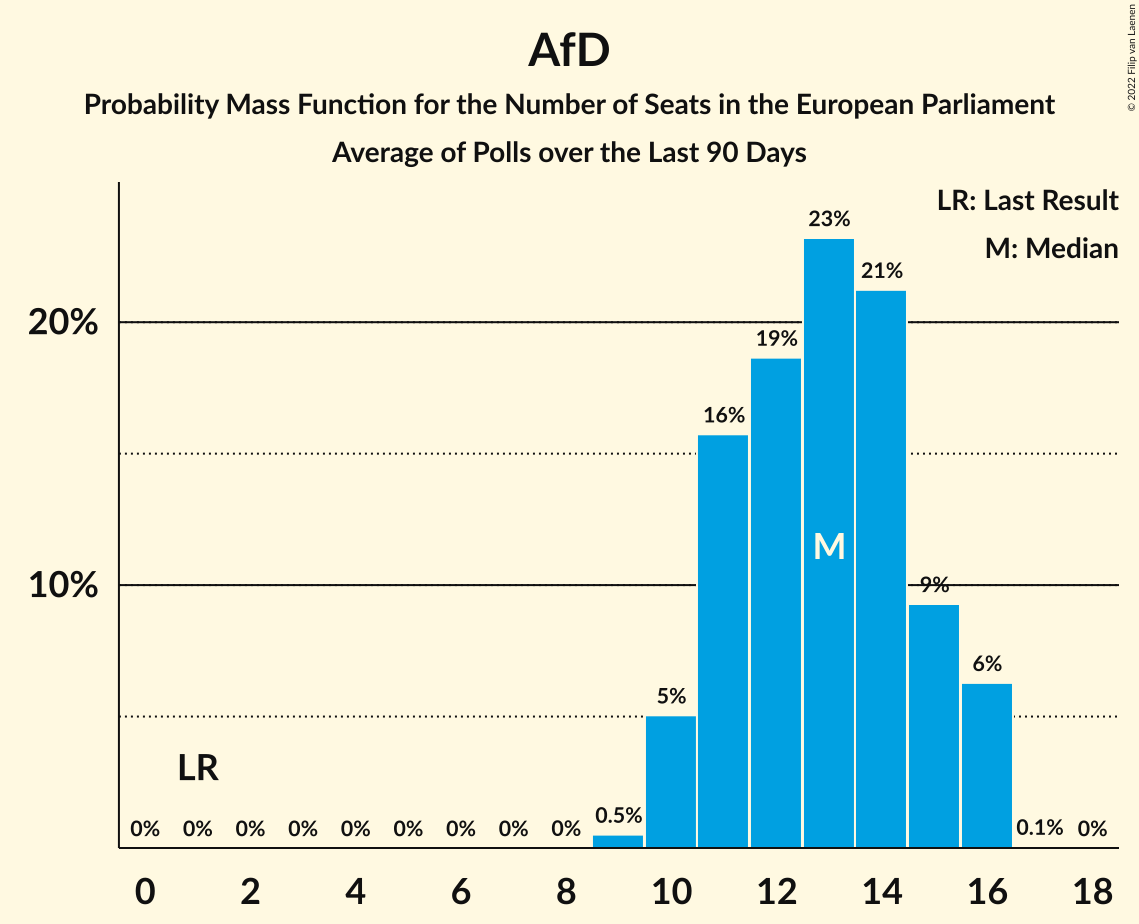 AfD
Probability Mass Function for the Number of Seats in the European Parliament
Average of Polls over the Last 90 Days
© 2022 Filip van Laenen
LR: Last Result
M: Median
23%
21%
20%
19%
16%
M
10%
9%
6%
5%
LR
0% 0% 0% 0% 0% 0% 0% 0% 0% 0.5% 0.1% 0%
0 2 4 6 8 10 12 14 16 18